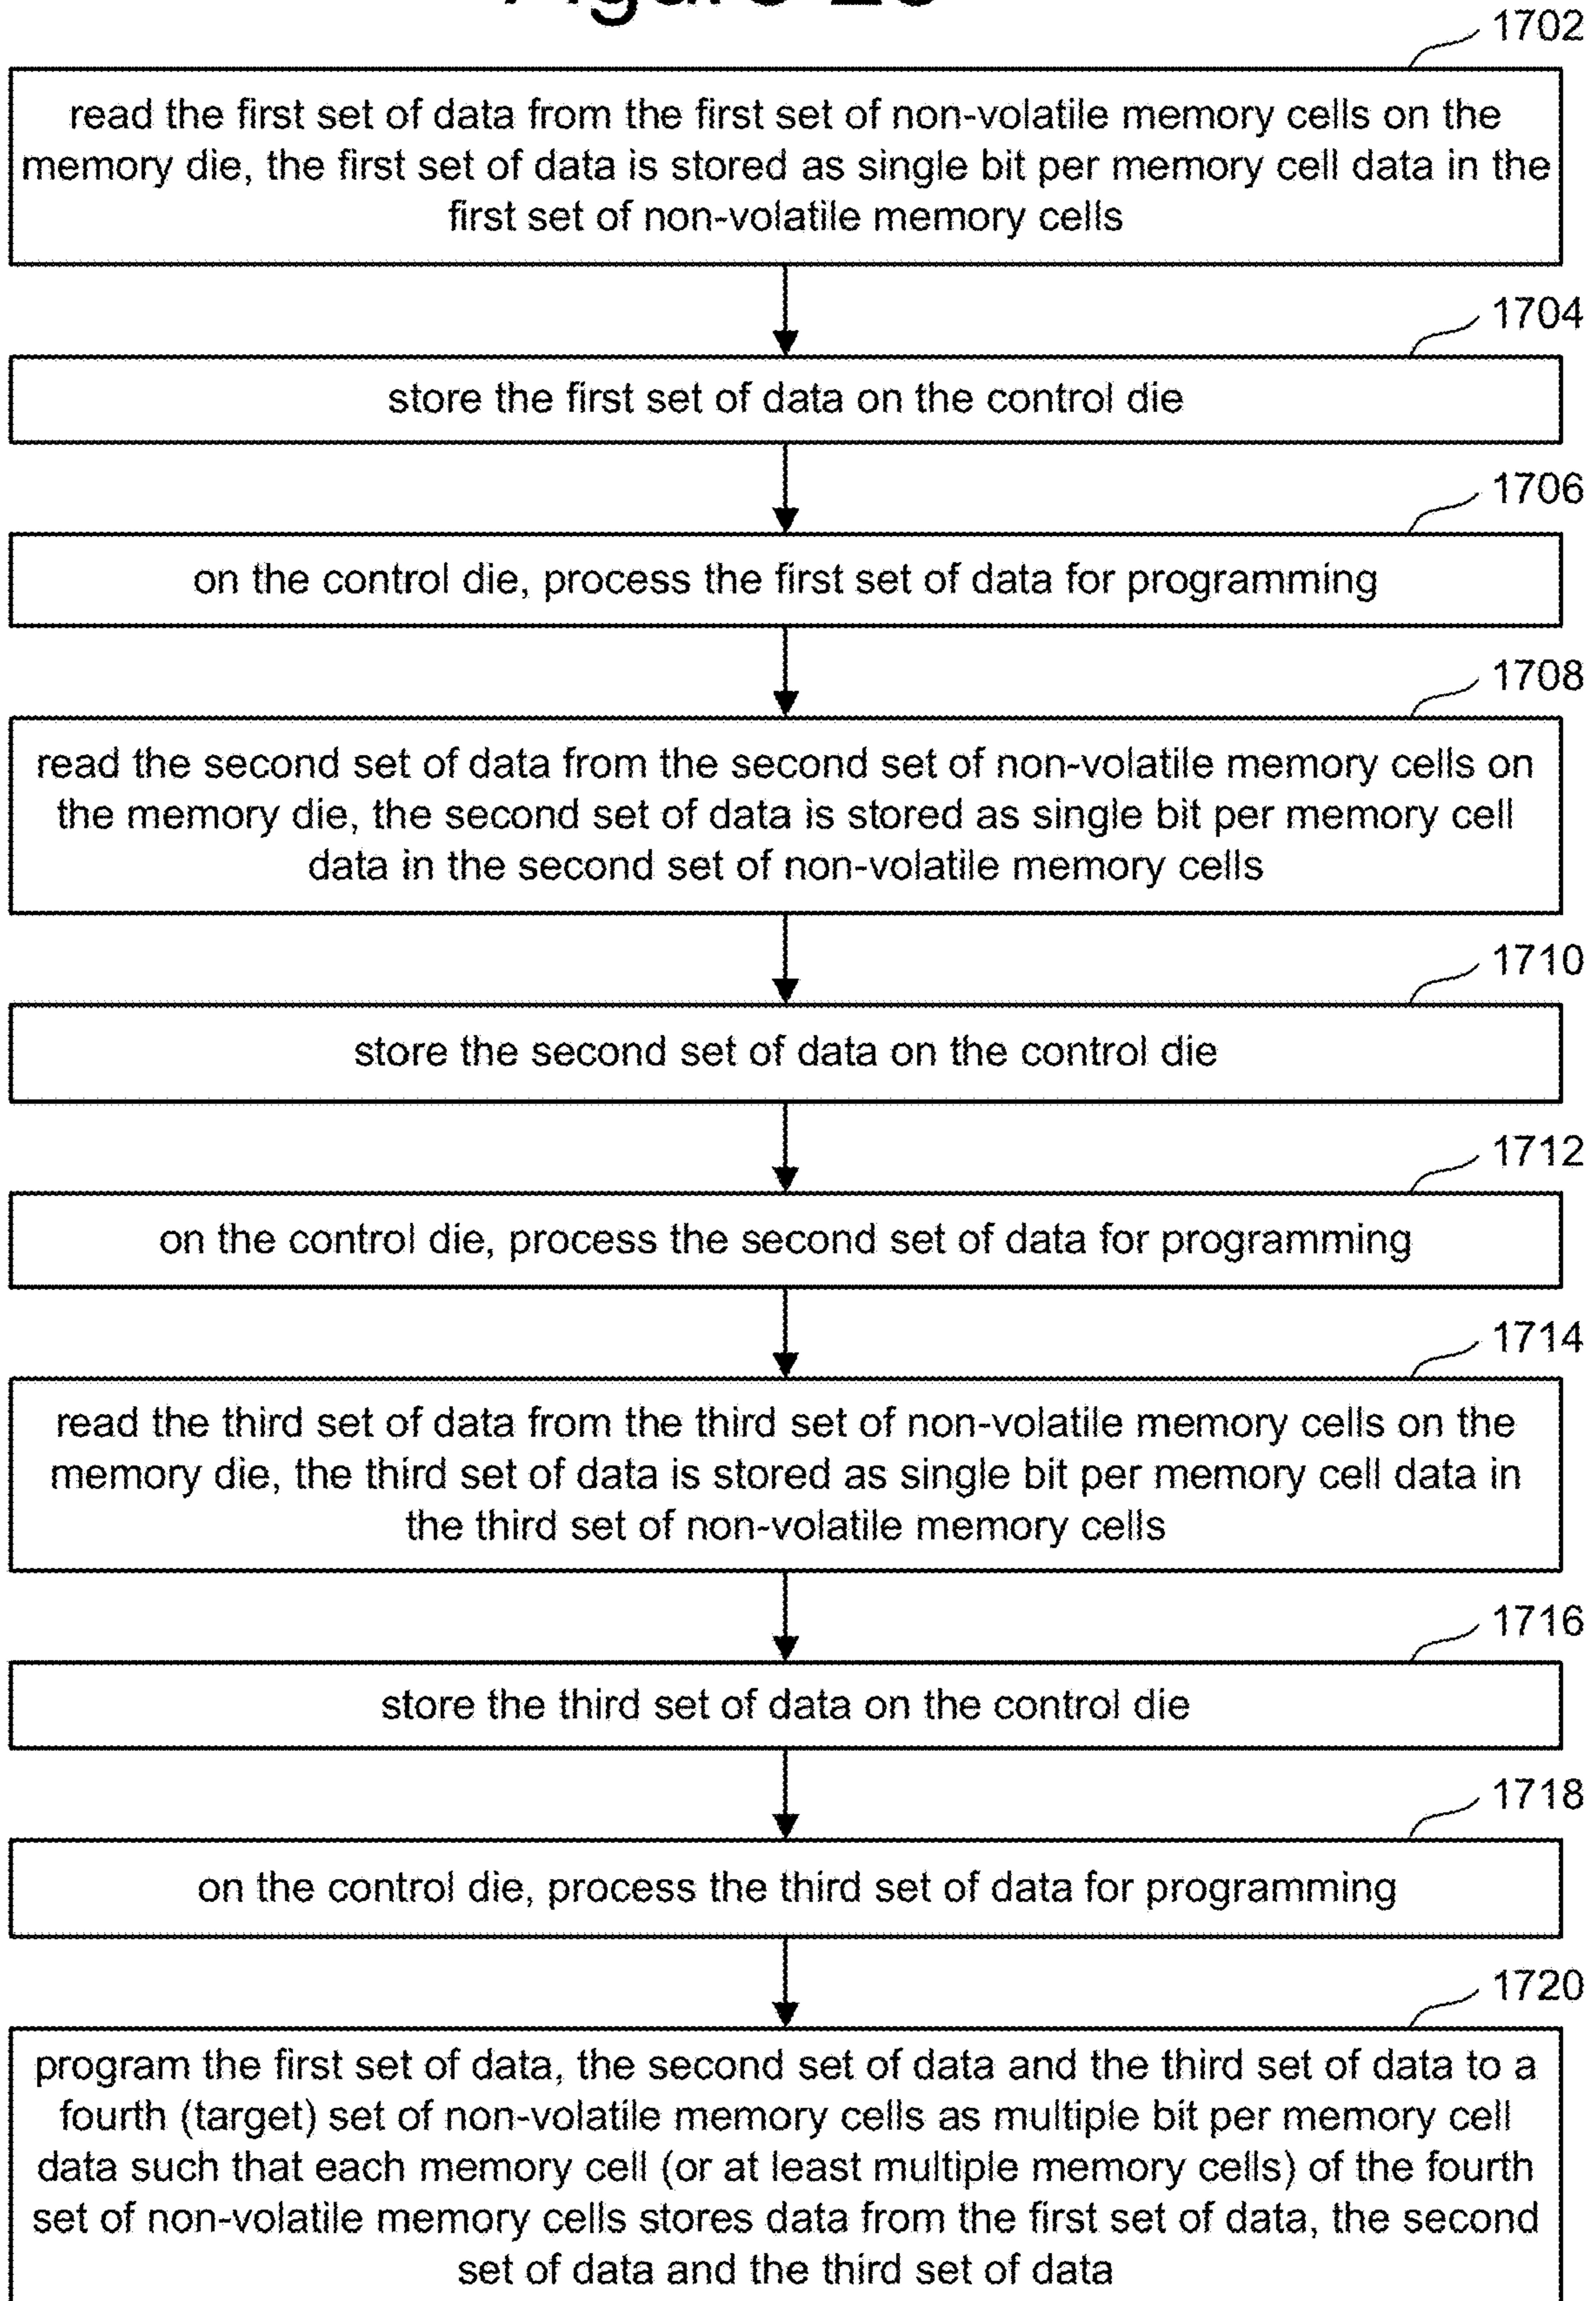 1702
read the first set of data from the first set of non-volatile memory cells on the
memory die, the first set of data is stored as single bit per memory cell data in the
first set of non-volatile memory cells
1704
store the first set of data on the control die
1706
on the control die, process the first set of data for programming
1708
read the second set of data from the second set of non-volatile memory cells on
the memory die, the second set of data is stored as single bit per memory cell
data in the second set of non-volatile memory cells
1710
store the second set of data on the control die
1712
on the control die, process the second set of data for programming
1714
read the third set of data from the third set of non-volatile memory cells on the
memory die, the third set of data is stored as single bit per memory cell data in
the third set of non-volatile memory cells
1716
store the third set of data on the control die
1718
on the control die, process the third set of data for programming
1720
program the first set of data, the second set of data and the third set of data to a
fourth (target) set of non-volatile memory cells as multiple bit per memory cell
data such that each memory cell (or at least multiple memory cells) of the fourth
set of non-volatile memory cells stores data from the first set of data, the second
set of data and the third set of data